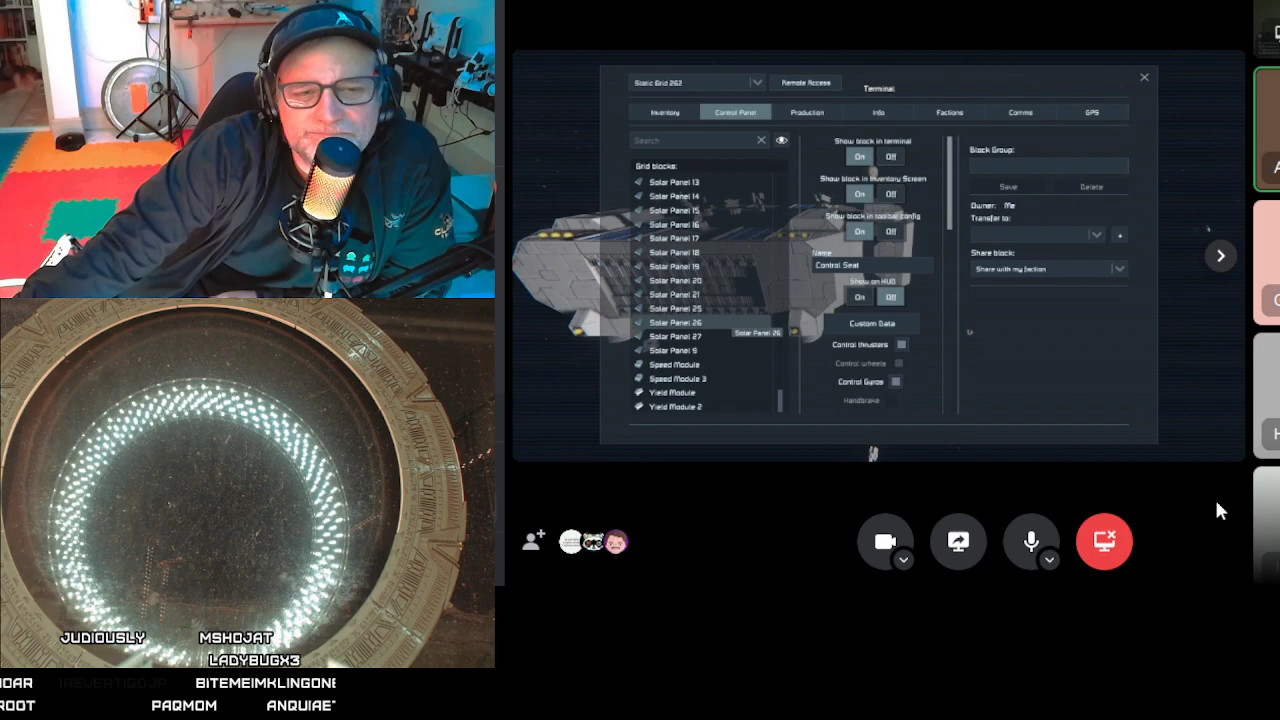 Static Grid 262
Remote Access
Terminal
Inventory
Control Panel
Production
Info
Factions
Comms
GPS
Search
Grid blocks:
Solar Panel 13
Solar Panel 14
Solar Panel 15
Solar Panel 16
Solar Panel 17
Solar Panel 18
Solar Panel 19
Solar Panel 20
Solar Panel 21
Solar Panel 25
Solar Panel 26
Solar Panel 27
Solar Panel 9
Speed Module
Speed Module 3
Yield Module
Yield Module 2
Solar Panel 26
Show block in terminal
On Off
Show block in Inventory Screen
On Off
Show block in toolbar config
On Off
Name
Control Seat
Show on HUD
On Off
Custom Data
Control thrusters
Control wheels
Control Gyros
Handbrake
Block Group:
Save Delete
Owner: Me
Transfer to:
Share block:
Share with my faction
JUDIOUSLY MSHOJAT
LADYBUGX3
IREVERTIGOJP BITEMEIMKLINGONE
ROOT PAQMOM ANQUIAET